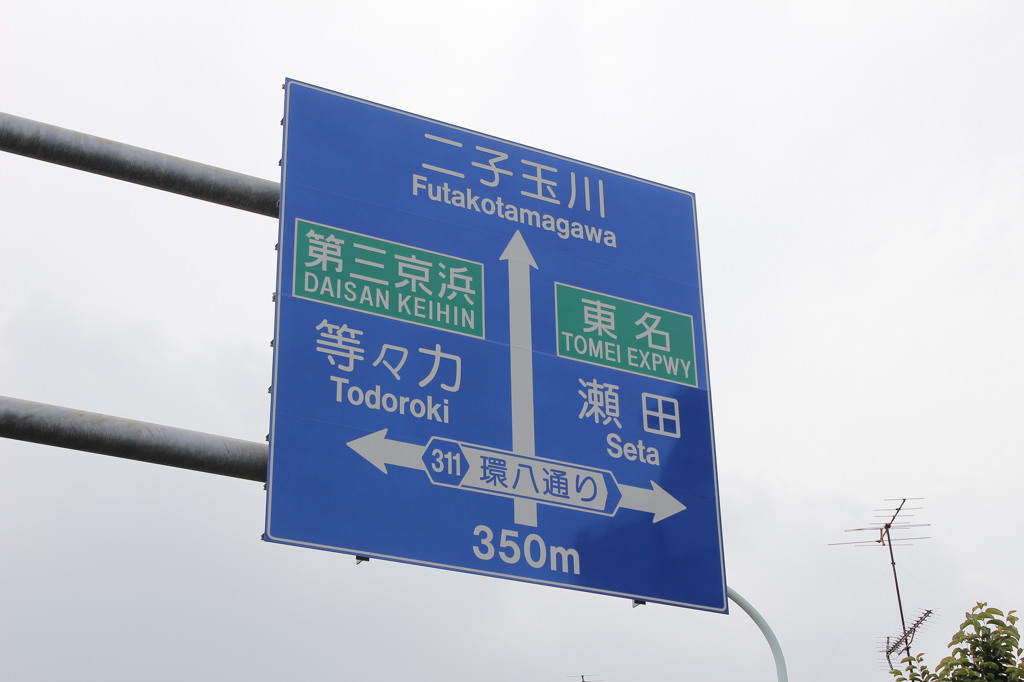 二子玉川
Futakotamagawa
第三京浜
DAISAN KEIHIN
等々力
Todoroki
東名
TOMEI EXPWY
瀬田
Seta
311 環八通り
350m